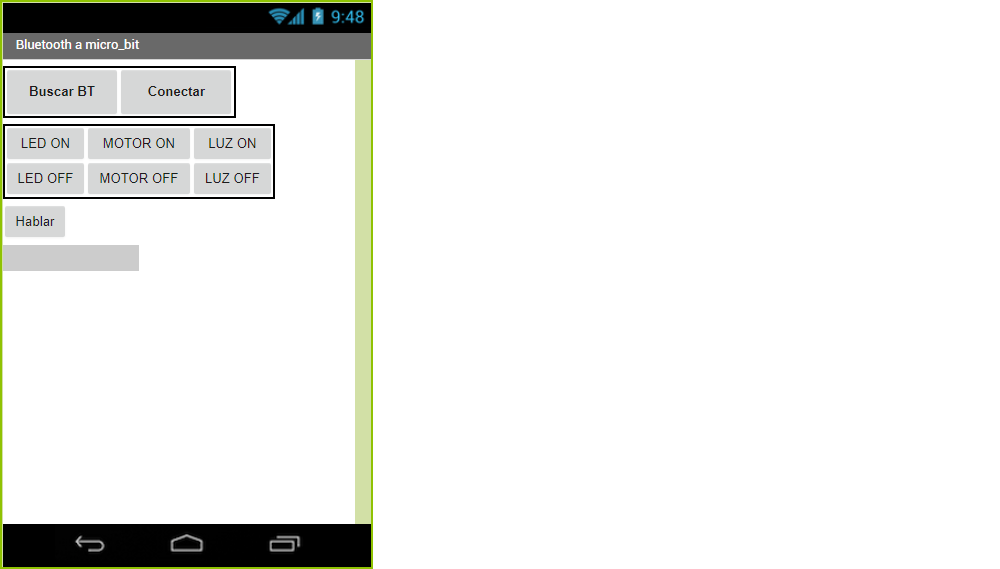 9:48
Bluetooth a micro_bit
Buscar BT Conectar
LED ON MOTOR ON LUZ ON
LED OFF MOTOR OFF LUZ OFF
Hablar